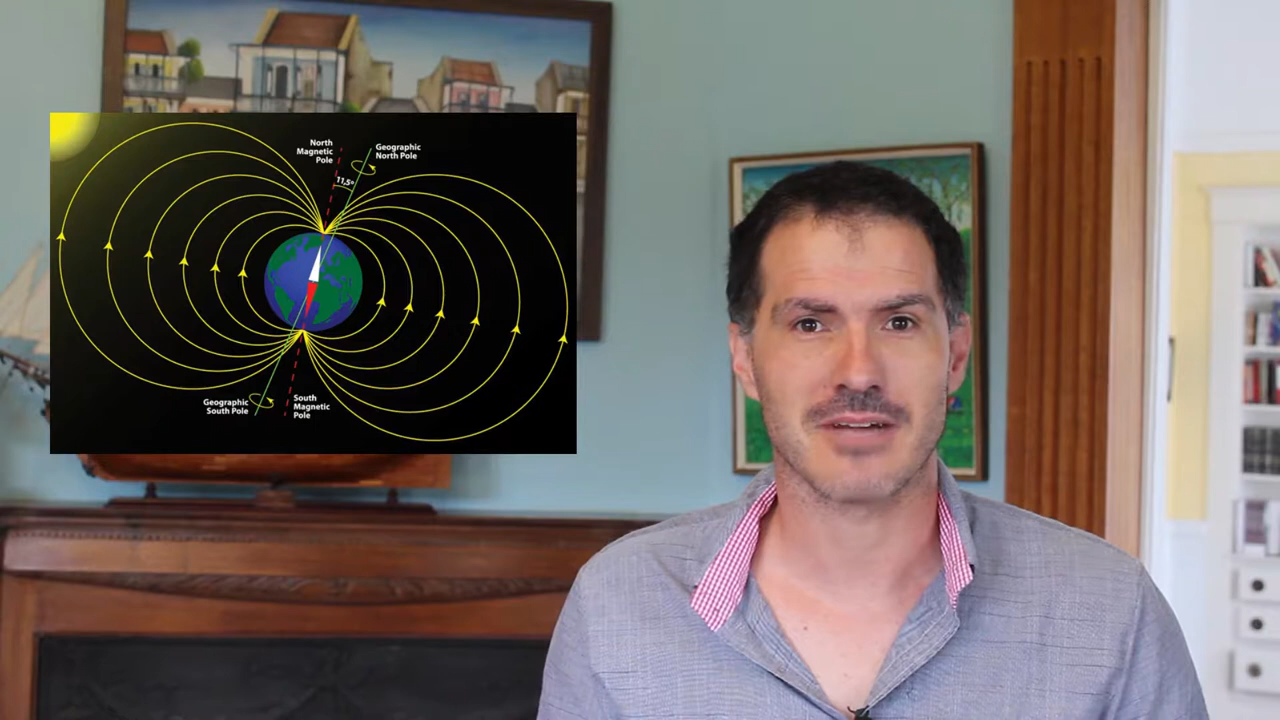 North
Magnetic
Pole
Geographic
North Pole
11,5°
Geographic
South Pole
South
Magnetic
Pole